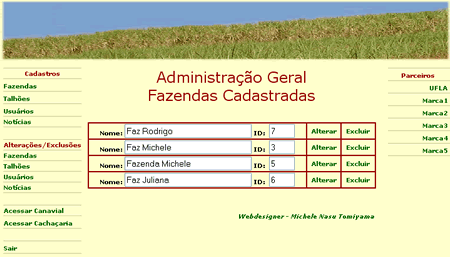 Cadastros
Fazendas
Talhões
Usuários
Notícias
Alterações/Exclusões
Fazendas
Talhões
Usuários
Notícias
Acessar Canavial
Acessar Cachaçaria
Sair
Administração Geral
Fazendas Cadastradas
Nome: Faz Rodrigo ID: 7 Alterar Excluir
Nome: Faz Michele ID: 3 Alterar Excluir
Nome: Fazenda Michele ID: 5 Alterar Excluir
Nome: Faz Juliana ID: 6 Alterar Excluir
Webdesigner - Michele Nasu Tomiyama
Parceiros
UFLA
Marca1
Marca2
Marca3
Marca4
Marca5